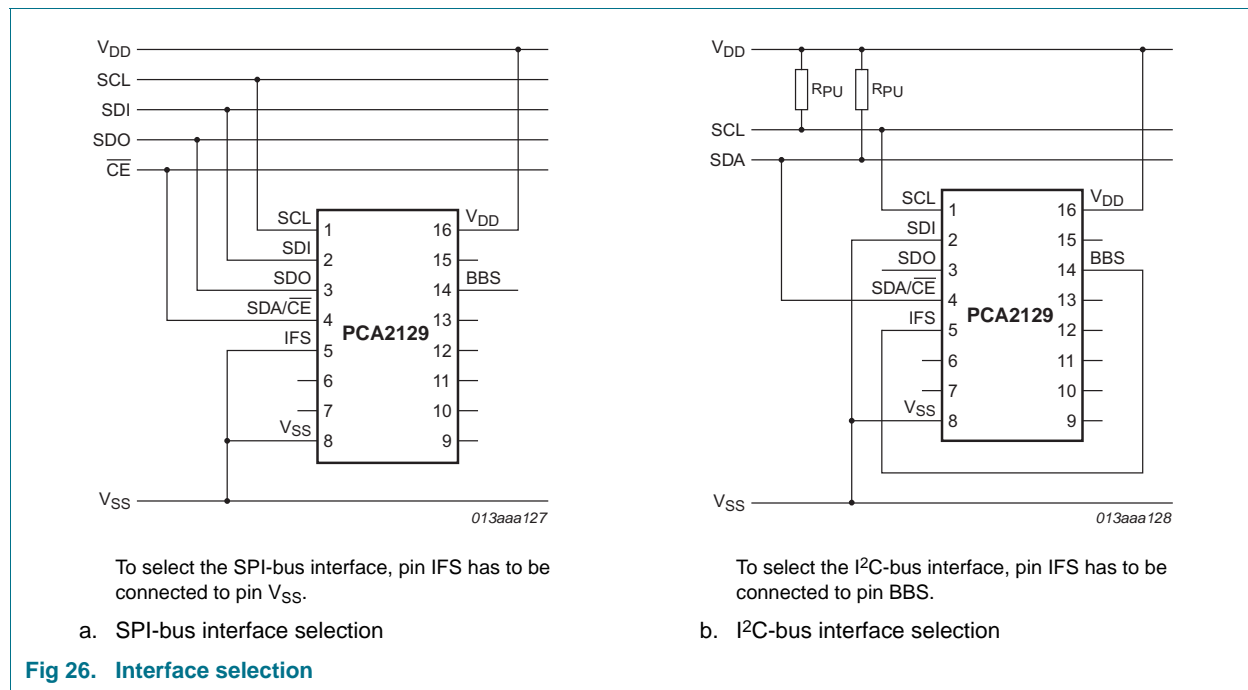 VDD
SCL
SDI
SDO
CE
SCL
SDI
SDO
SDA/CE
IFS
VSS
1
2
3
4
5
6
7
8
PCA2129
16
15
14
13
12
11
10
9
VDD
BBS
VSS
013aaa127
To select the SPI-bus interface, pin IFS has to be
connected to pin VSS.
a. SPI-bus interface selection
VDD
RPU
RPU
SCL
SDA
SCL
SDI
SDO
SDA/CE
IFS
VSS
1
2
3
4
5
6
7
8
PCA2129
16
15
14
13
12
11
10
9
VDD
BBS
VSS
013aaa128
To select the I2C-bus interface, pin IFS has to be
connected to pin BBS.
b. I2C-bus interface selection
Fig 26. Interface selection